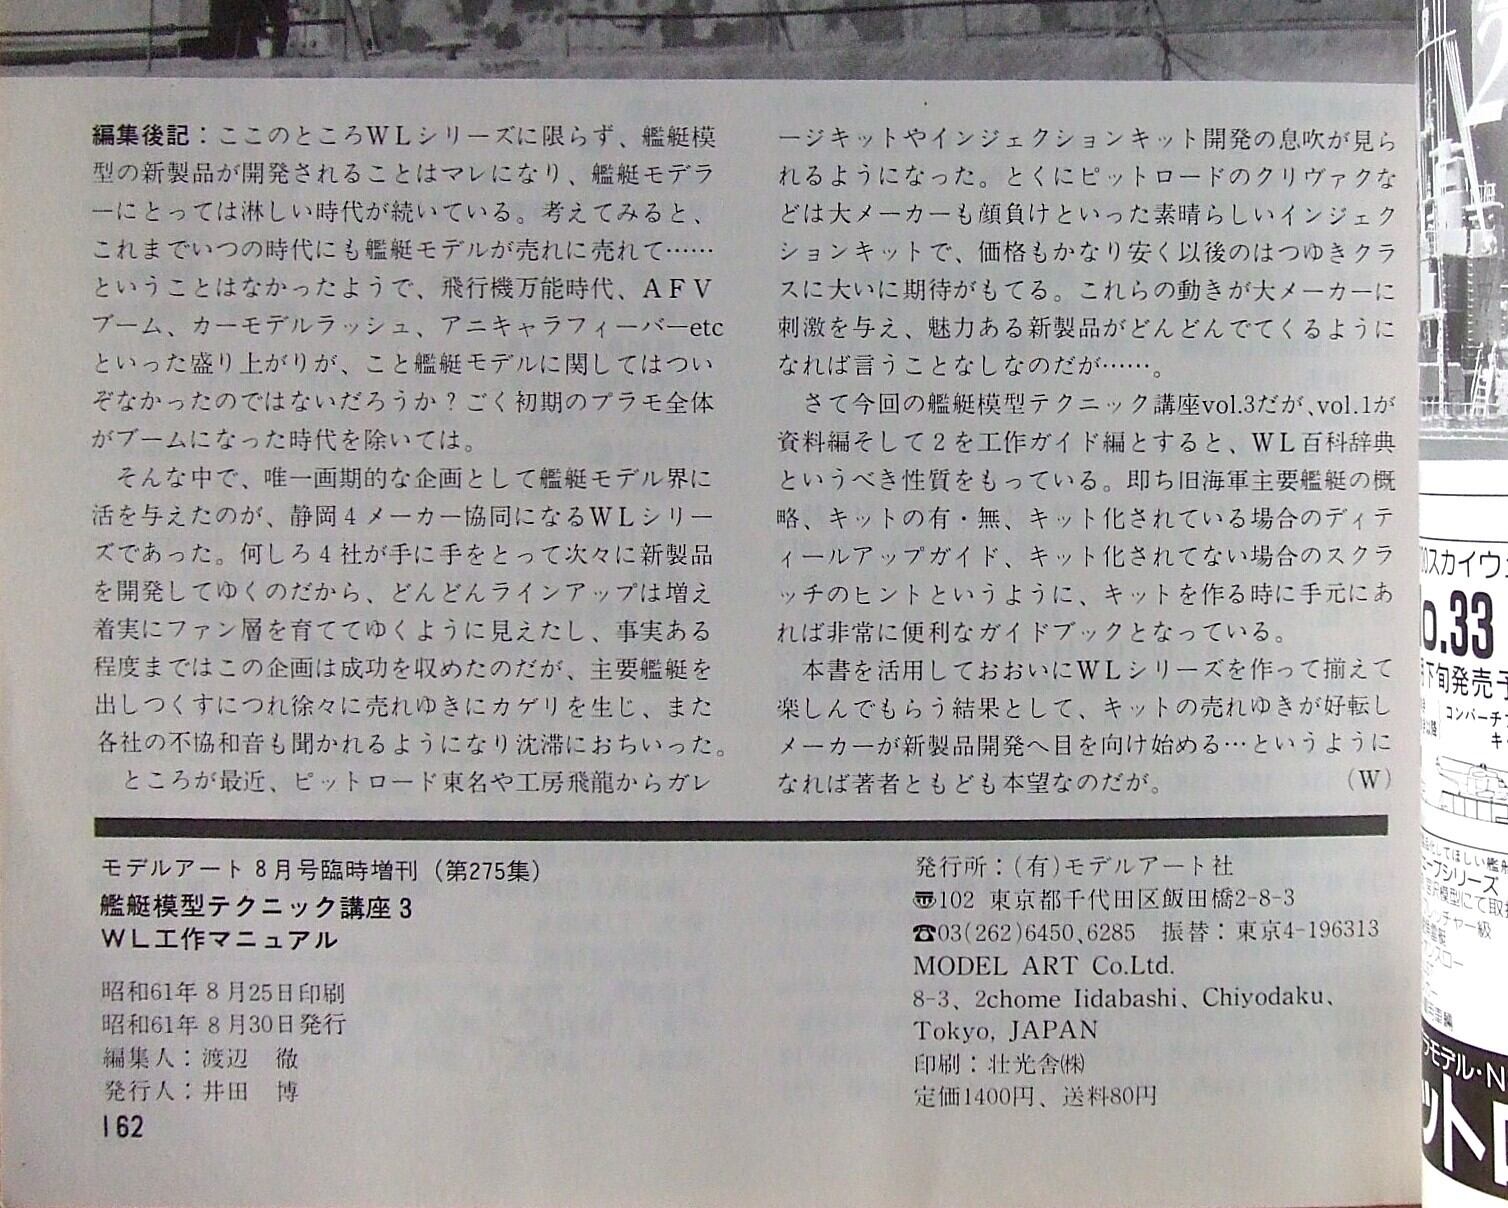 編集後記：ここのところＷＬシリーズに限らず、艦艇模
型の新製品が開発されることはマレになり、艦艇モデラ
ーにとっては淋しい時代が続いている。考えてみると、
これまでいつの時代にも艦艇モデルが売れに売れて……
ということはなかったようで、飛行機万能時代、ＡＦＶ
ブーム、カーモデルラッシュ、アニキャラフィーバーetc
といった盛り上がりが、こと艦艇モデルに関してはつい
ぞなかったのではないだろうか？ごく初期のプラモ全体
がブームになった時代を除いては。
そんな中で、唯一画期的な企画として艦艇モデル界に
活を与えたのが、静岡４メーカー協同になるＷＬシリー
ズであった。何しろ４社が手に手をとって次々に新製品
を開発してゆくのだから、どんどんラインアップは増え
着実にファン層を育ててゆくように見えたし、事実ある
程度まではこの企画は成功を収めたのだが、主要艦艇を
出しつくすにつれ徐々に売れゆきにカゲリを生じ、また
各社の不協和音も聞かれるようになり沈滞におちいった。
ところが最近、ピットロード東名や工房飛龍からガレ
ージキットやインジェクションキット開発の息吹が見ら
れるようになった。とくにピットロードのクリヴァクな
どは大メーカーも顔負けといった素晴らしいインジェク
ションキットで、価格もかなり安く以後のはつゆきクラ
スに大いに期待がもてる。これらの動きが大メーカーに
刺激を与え、魅力ある新製品がどんどんでてくるように
なれば言うことなしなのだが……。
さて今回の艦艇模型テクニック講座vol.3だが、vol.1が
資料編そして２を工作ガイド編とすると、ＷＬ百科辞典
というべき性質をもっている。即ち旧海軍主要艦艇の概
略、キットの有・無、キット化されている場合のディテ
ィールアップガイド、キット化されてない場合のスクラ
ッチのヒントというように、キットを作る時に手元にあ
れば非常に便利なガイドブックとなっている。
本書を活用しておおいにＷＬシリーズを作って揃えて
楽しんでもらう結果として、キットの売れゆきが好転し
メーカーが新製品開発へ目を向け始める…というように
なれば著者ともども本望なのだが。（W）
モデルアート８月号臨時増刊（第275集）
艦艇模型テクニック講座３
ＷＬ工作マニュアル
昭和61年８月25日印刷
昭和61年８月30日発行
編集人：渡辺　徹
発行人：井田　博
162
発行所：（有）モデルアート社
〠102 東京都千代田区飯田橋2-8-3
☎03(262)6450、6285　振替：東京4-196313
MODEL ART Co.Ltd.
8-3、2chome Iidabashi、Chiyodaku、
Tokyo, JAPAN
印刷：壮光舎㈱
定価1400円、送料80円
スカイウ
o.33
下旬発売予
コンバーチ
キ
してほしい艦
ープシリーズ
模型にて取
レッチャー級
モデル・N
ットロ